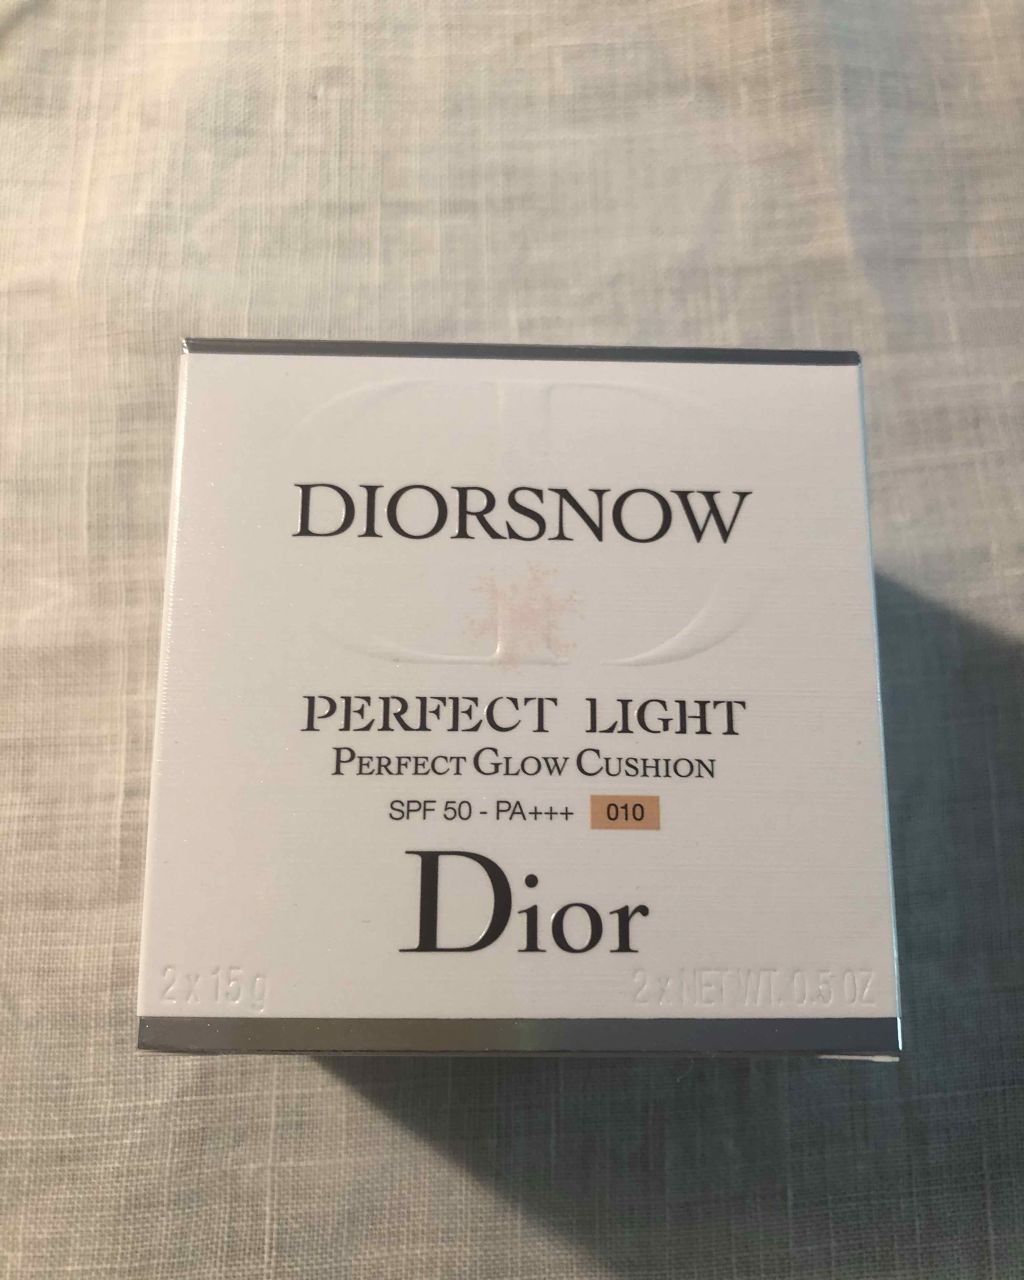 DIORSNOW
PERFECT LIGHT
PERFECT GLOW CUSHION
SPF 50 - PA+++ 010
Dior
2 x 15 g 2 x NET WT. 0.5 OZ